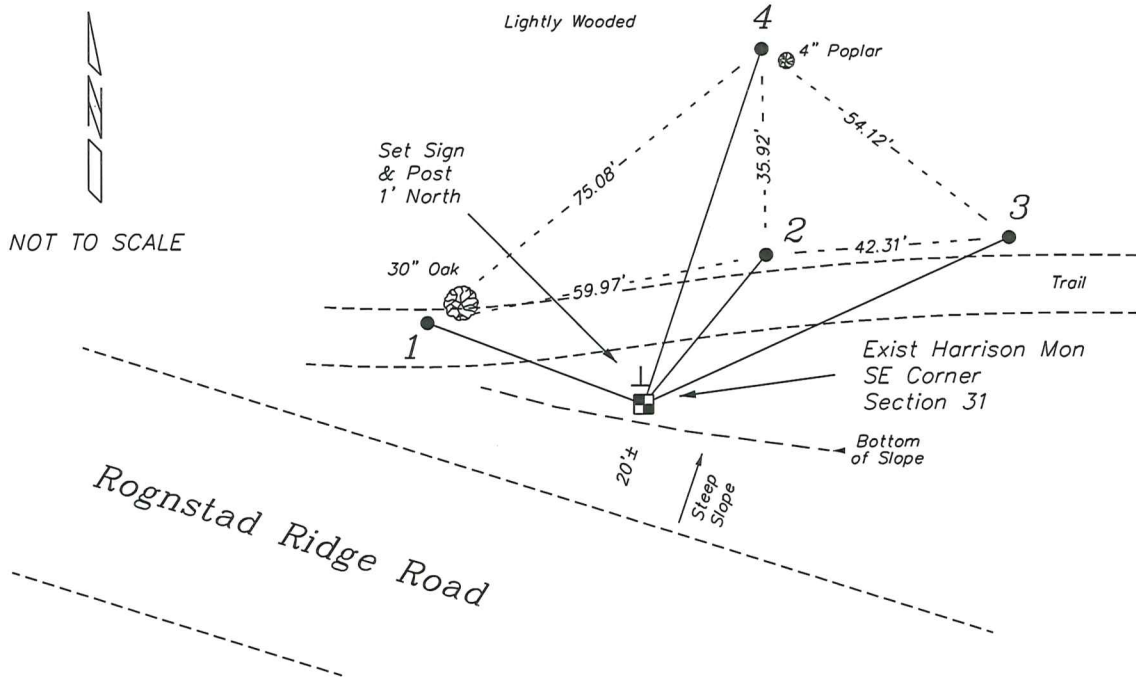 N
Lightly Wooded
4
4" Poplar
Set Sign
& Post
1' North
75.08'
35.92'
54.12'
NOT TO SCALE
30" Oak
59.97'
2
42.31'
3
1
Trail
Exist Harrison Mon
SE Corner
Section 31
Bottom
of Slope
20'±
Steep
Slope
Rognstad Ridge Road